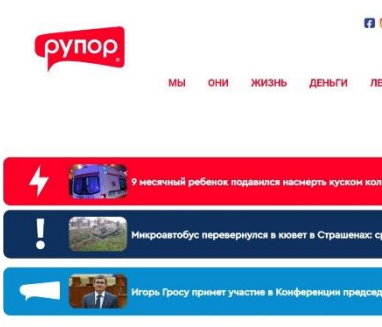 рупор
МЫ ОНИ ЖИЗНЬ ДЕНЬГИ
9 месячный ребенок подавился насмерть куском
Микроавтобус перевернулся в кювет в Страшенах:
Игорь Гросу примет участие в Конференции